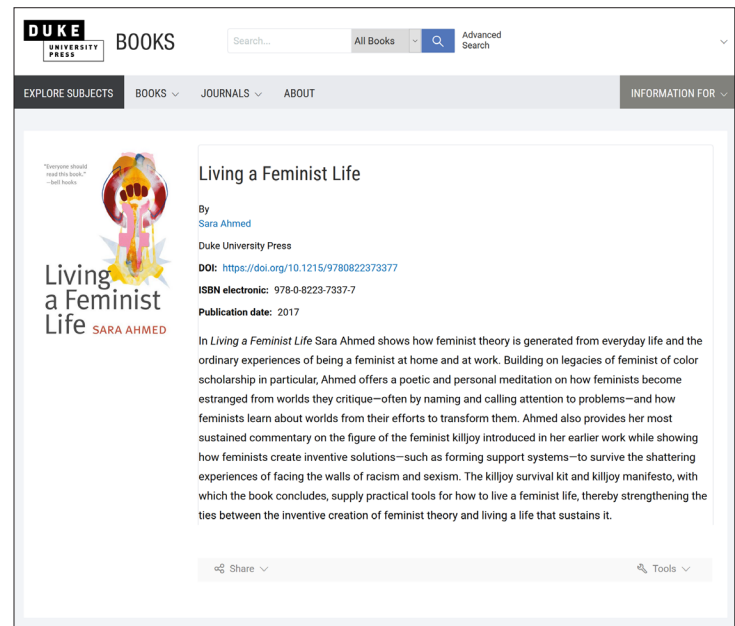 DUKE
UNIVERSITY
PRESS
BOOKS
Search...
All Books
Advanced
Search
EXPLORE SUBJECTS
BOOKS
JOURNALS
ABOUT
INFORMATION FOR
"Everyone should
read this book."
—bell hooks
Living
a Feminist
Life SARA AHMED
Living a Feminist Life
By
Sara Ahmed
Duke University Press
DOI: https://doi.org/10.1215/9780822373377
ISBN electronic: 978-0-8223-7337-7
Publication date: 2017
In Living a Feminist Life Sara Ahmed shows how feminist theory is generated from everyday life and the
ordinary experiences of being a feminist at home and at work. Building on legacies of feminist of color
scholarship in particular, Ahmed offers a poetic and personal meditation on how feminists become
estranged from worlds they critique—often by naming and calling attention to problems—and how
feminists learn about worlds from their efforts to transform them. Ahmed also provides her most
sustained commentary on the figure of the feminist killjoy introduced in her earlier work while showing
how feminists create inventive solutions—such as forming support systems—to survive the shattering
experiences of facing the walls of racism and sexism. The killjoy survival kit and killjoy manifesto, with
which the book concludes, supply practical tools for how to live a feminist life, thereby strengthening the
ties between the inventive creation of feminist theory and living a life that sustains it.
Share
Tools